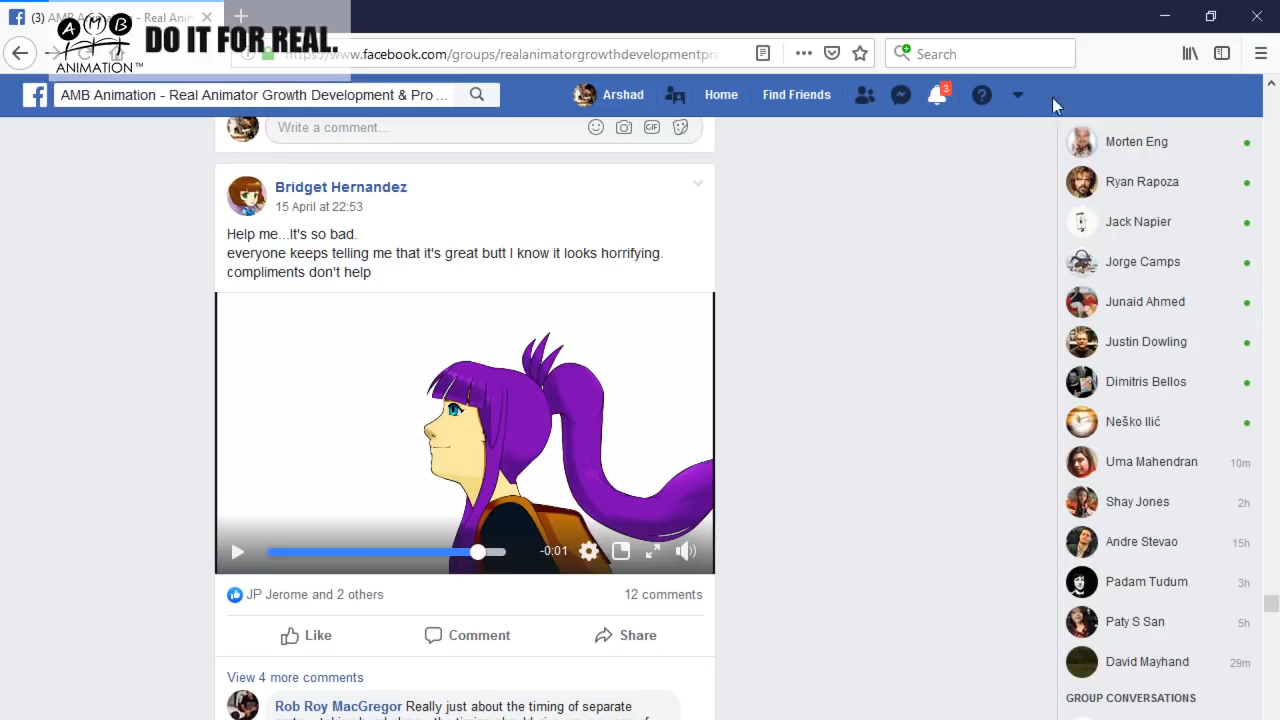 (3) AMB A
- Real Anim
AMB
ANIMATION™
DO IT FOR REAL.
https://www.facebook.com/groups/realanimatorgrowthdevelopmentpr
Search
AMB Animation - Real Animator Growth Development & Pro ...
Arshad
Home
Find Friends
3
Write a comment...
GIF
Bridget Hernandez
15 April at 22:53
Help me...It's so bad.
everyone keeps telling me that it's great butt I know it looks horrifying.
compliments don't help
-0:01
JP Jerome and 2 others
12 comments
Like
Comment
Share
View 4 more comments
Rob Roy MacGregor Really just about the timing of separate
Morten Eng
Ryan Rapoza
Jack Napier
Jorge Camps
Junaid Ahmed
Justin Dowling
Dimitris Bellos
Neško Ilić
Uma Mahendran 10m
Shay Jones 2h
Andre Stevao 15h
Padam Tudum 3h
Paty S San 5h
David Mayhand 29m
GROUP CONVERSATIONS